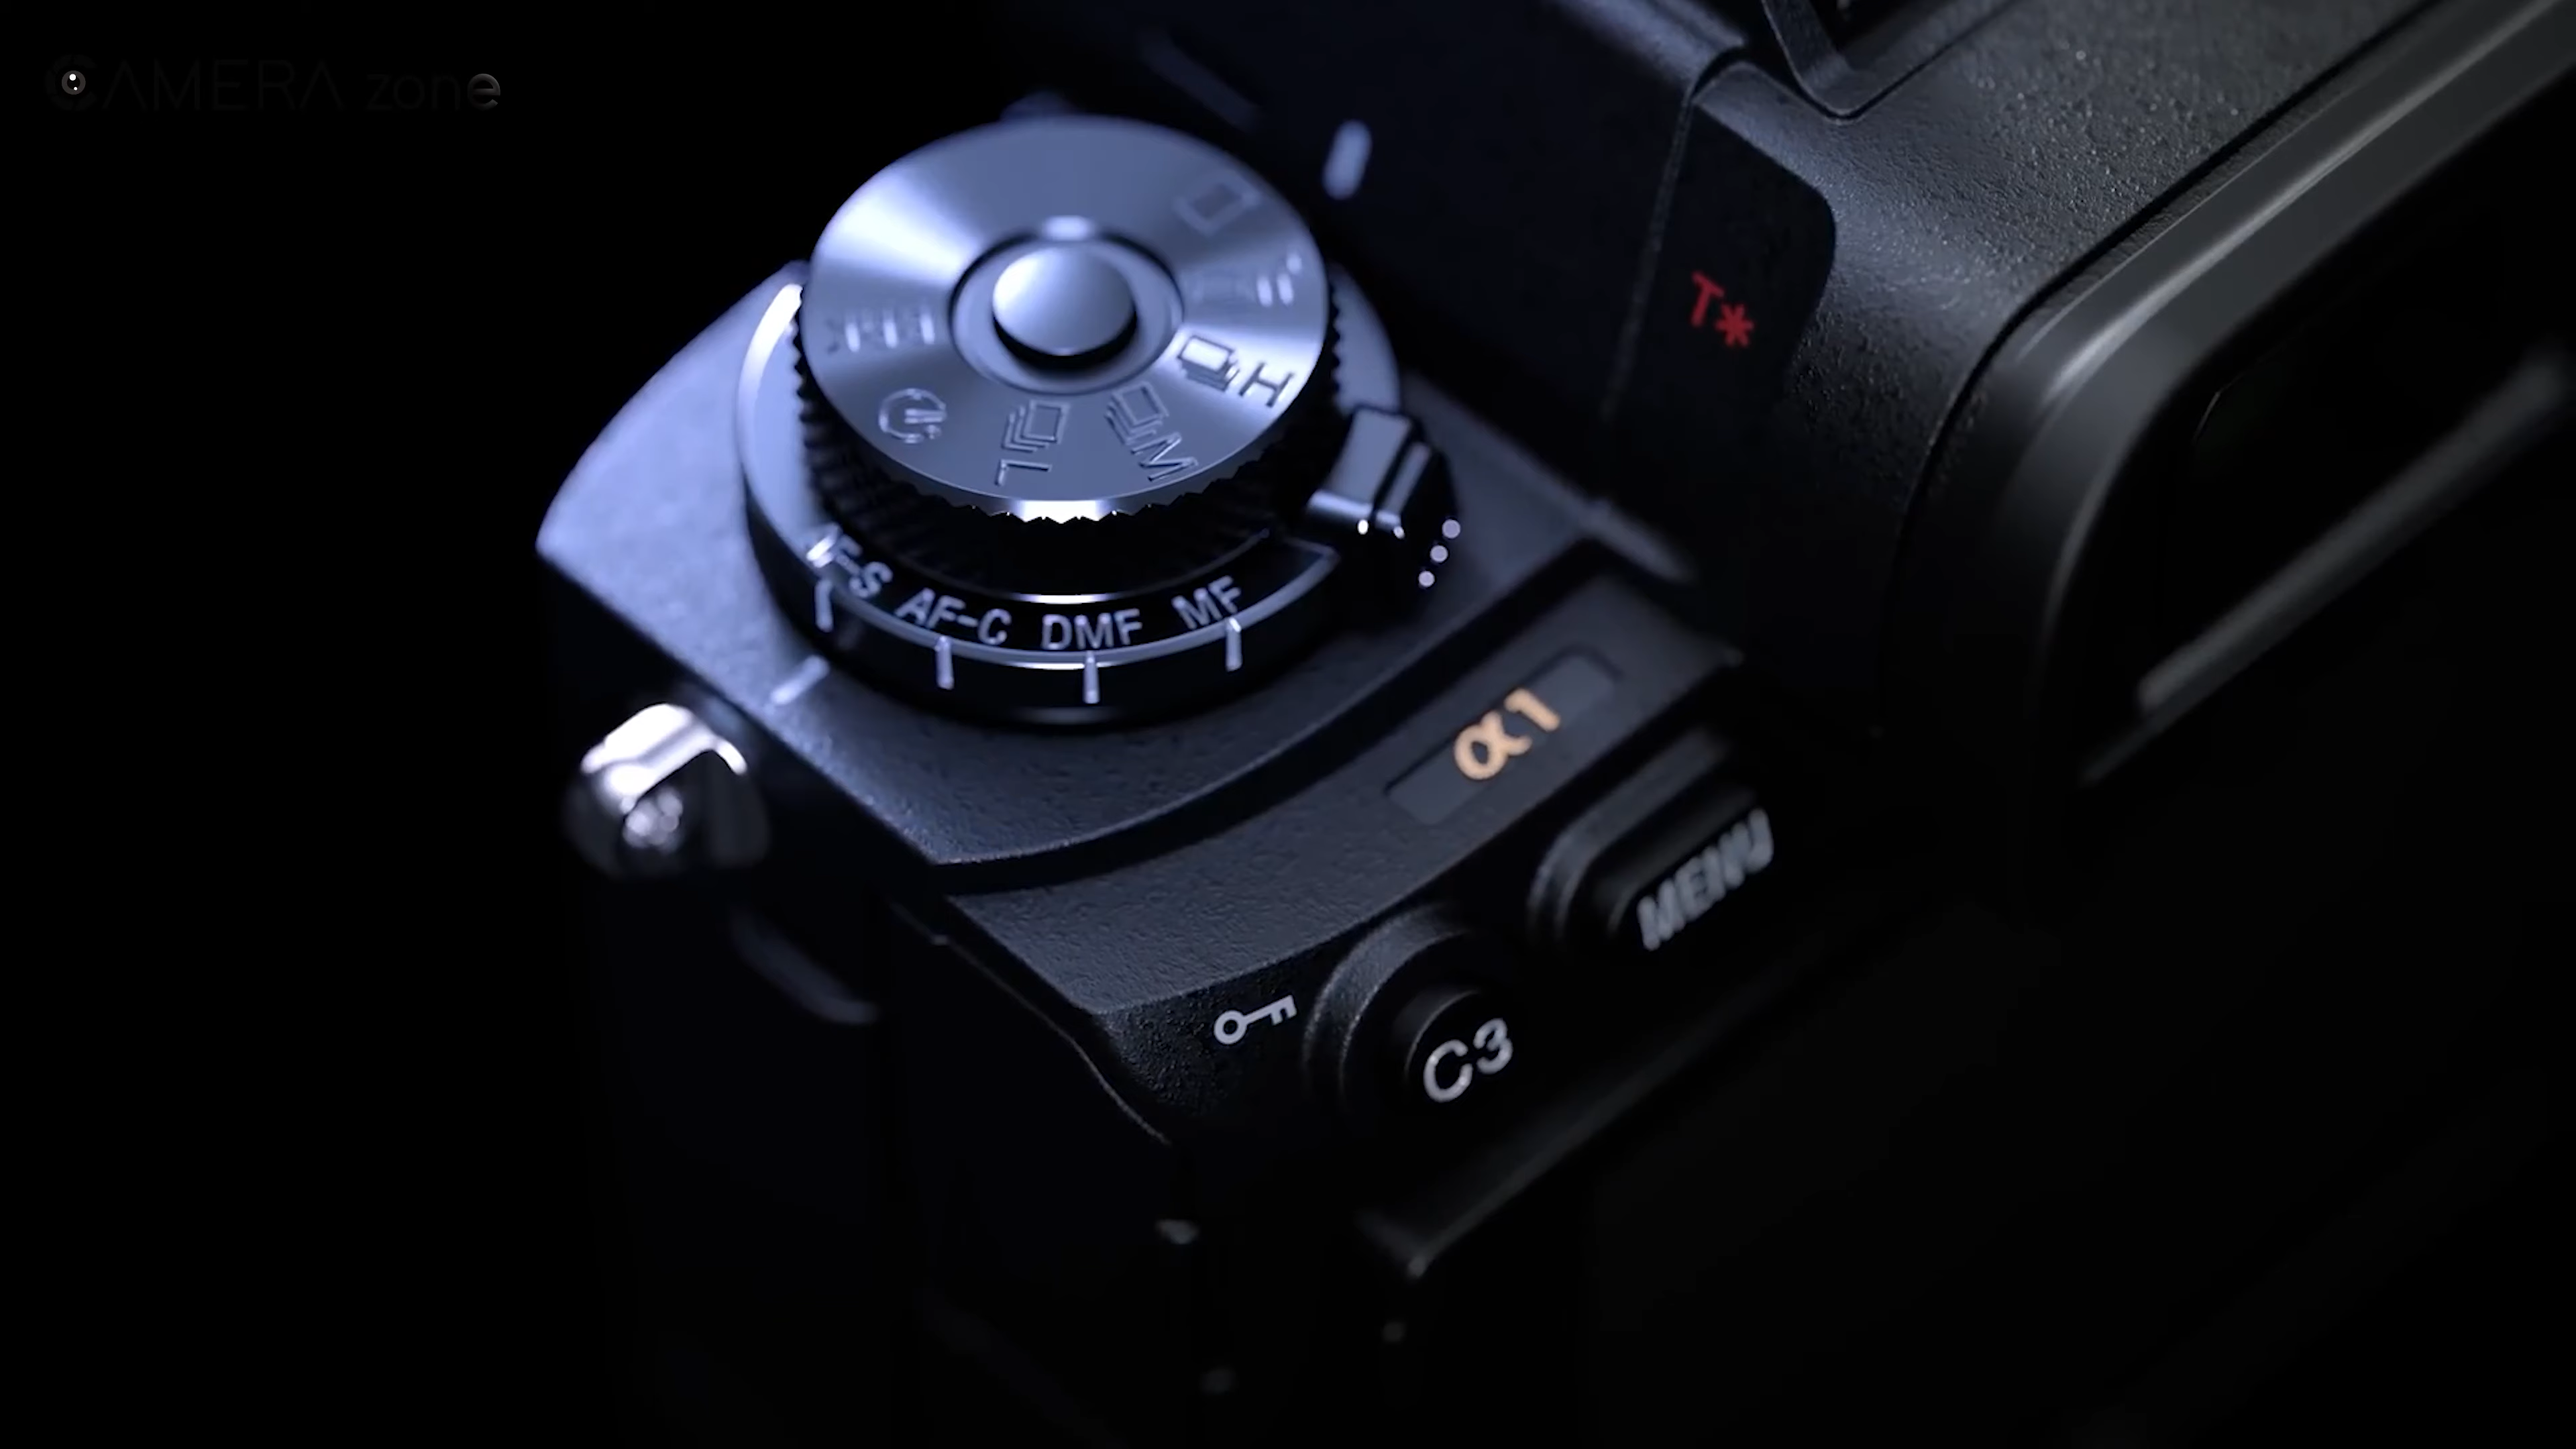 CAMERA zone
T*
H
M
L
AF-S AF-C DMF MF
α1
MENU
C3